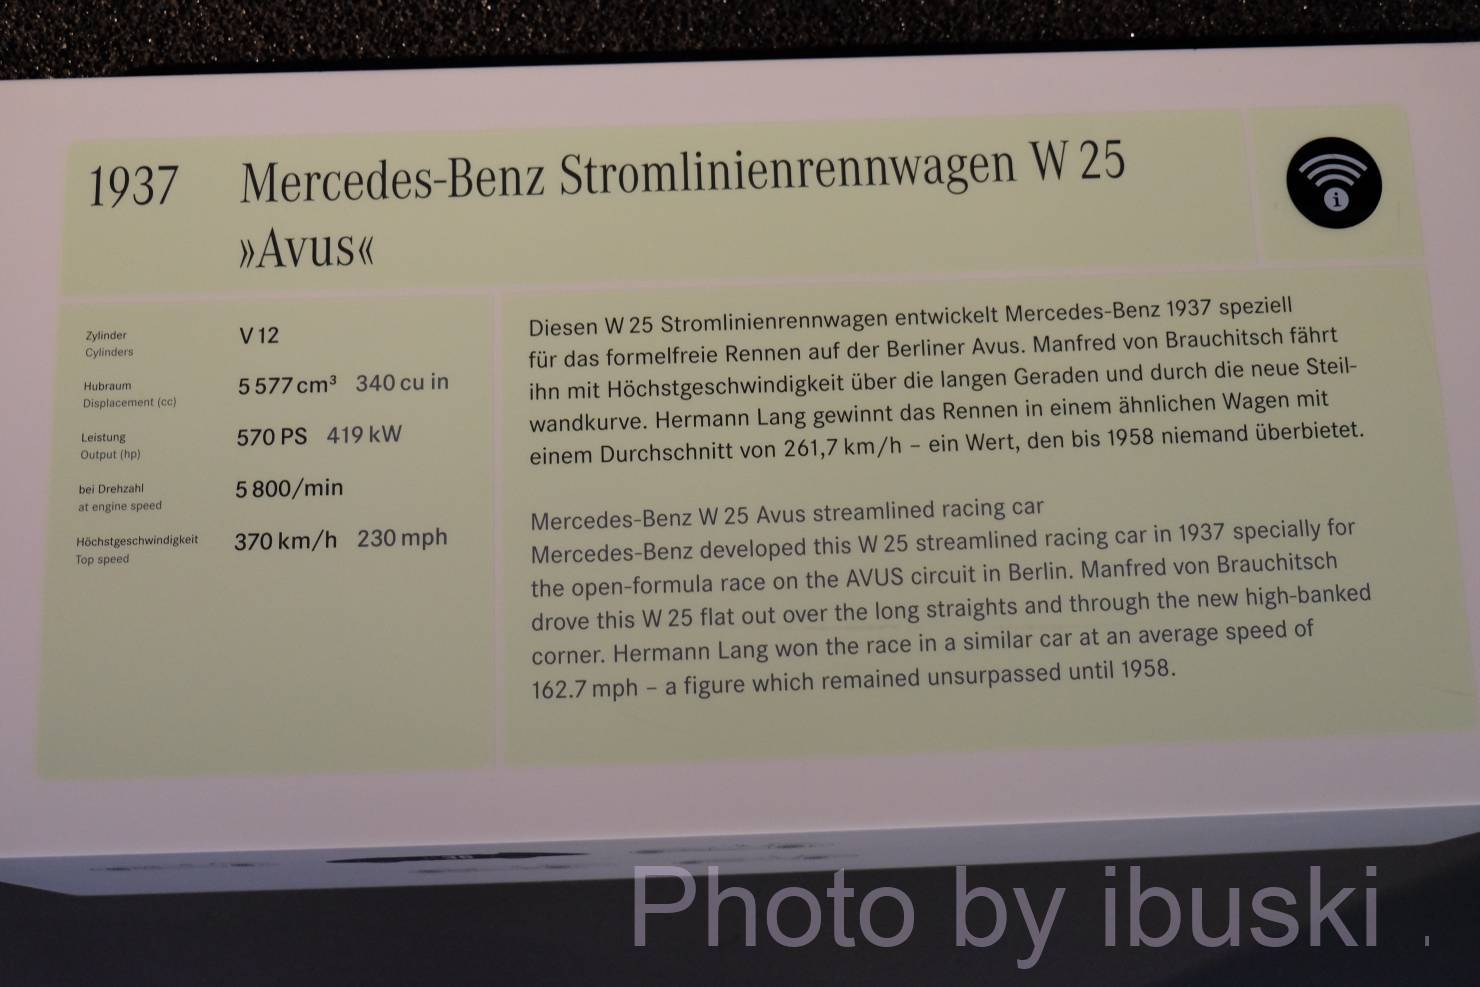 1937 Mercedes-Benz Stromlinienrennwagen W 25
»Avus«
i
Zylinder
Cylinders
V 12
Hubraum
Displacement (cc)
5 577 cm³ 340 cu in
Leistung
Output (hp)
570 PS 419 kW
bei Drehzahl
at engine speed
5 800/min
Höchstgeschwindigkeit
Top speed
370 km/h 230 mph
Diesen W 25 Stromlinienrennwagen entwickelt Mercedes-Benz 1937 speziell
für das formelfreie Rennen auf der Berliner Avus. Manfred von Brauchitsch fährt
ihn mit Höchstgeschwindigkeit über die langen Geraden und durch die neue Steil-
wandkurve. Hermann Lang gewinnt das Rennen in einem ähnlichen Wagen mit
einem Durchschnitt von 261,7 km/h – ein Wert, den bis 1958 niemand überbietet.
Mercedes-Benz W 25 Avus streamlined racing car
Mercedes-Benz developed this W 25 streamlined racing car in 1937 specially for
the open-formula race on the AVUS circuit in Berlin. Manfred von Brauchitsch
drove this W 25 flat out over the long straights and through the new high-banked
corner. Hermann Lang won the race in a similar car at an average speed of
162.7 mph – a figure which remained unsurpassed until 1958.
Photo by ibuski .